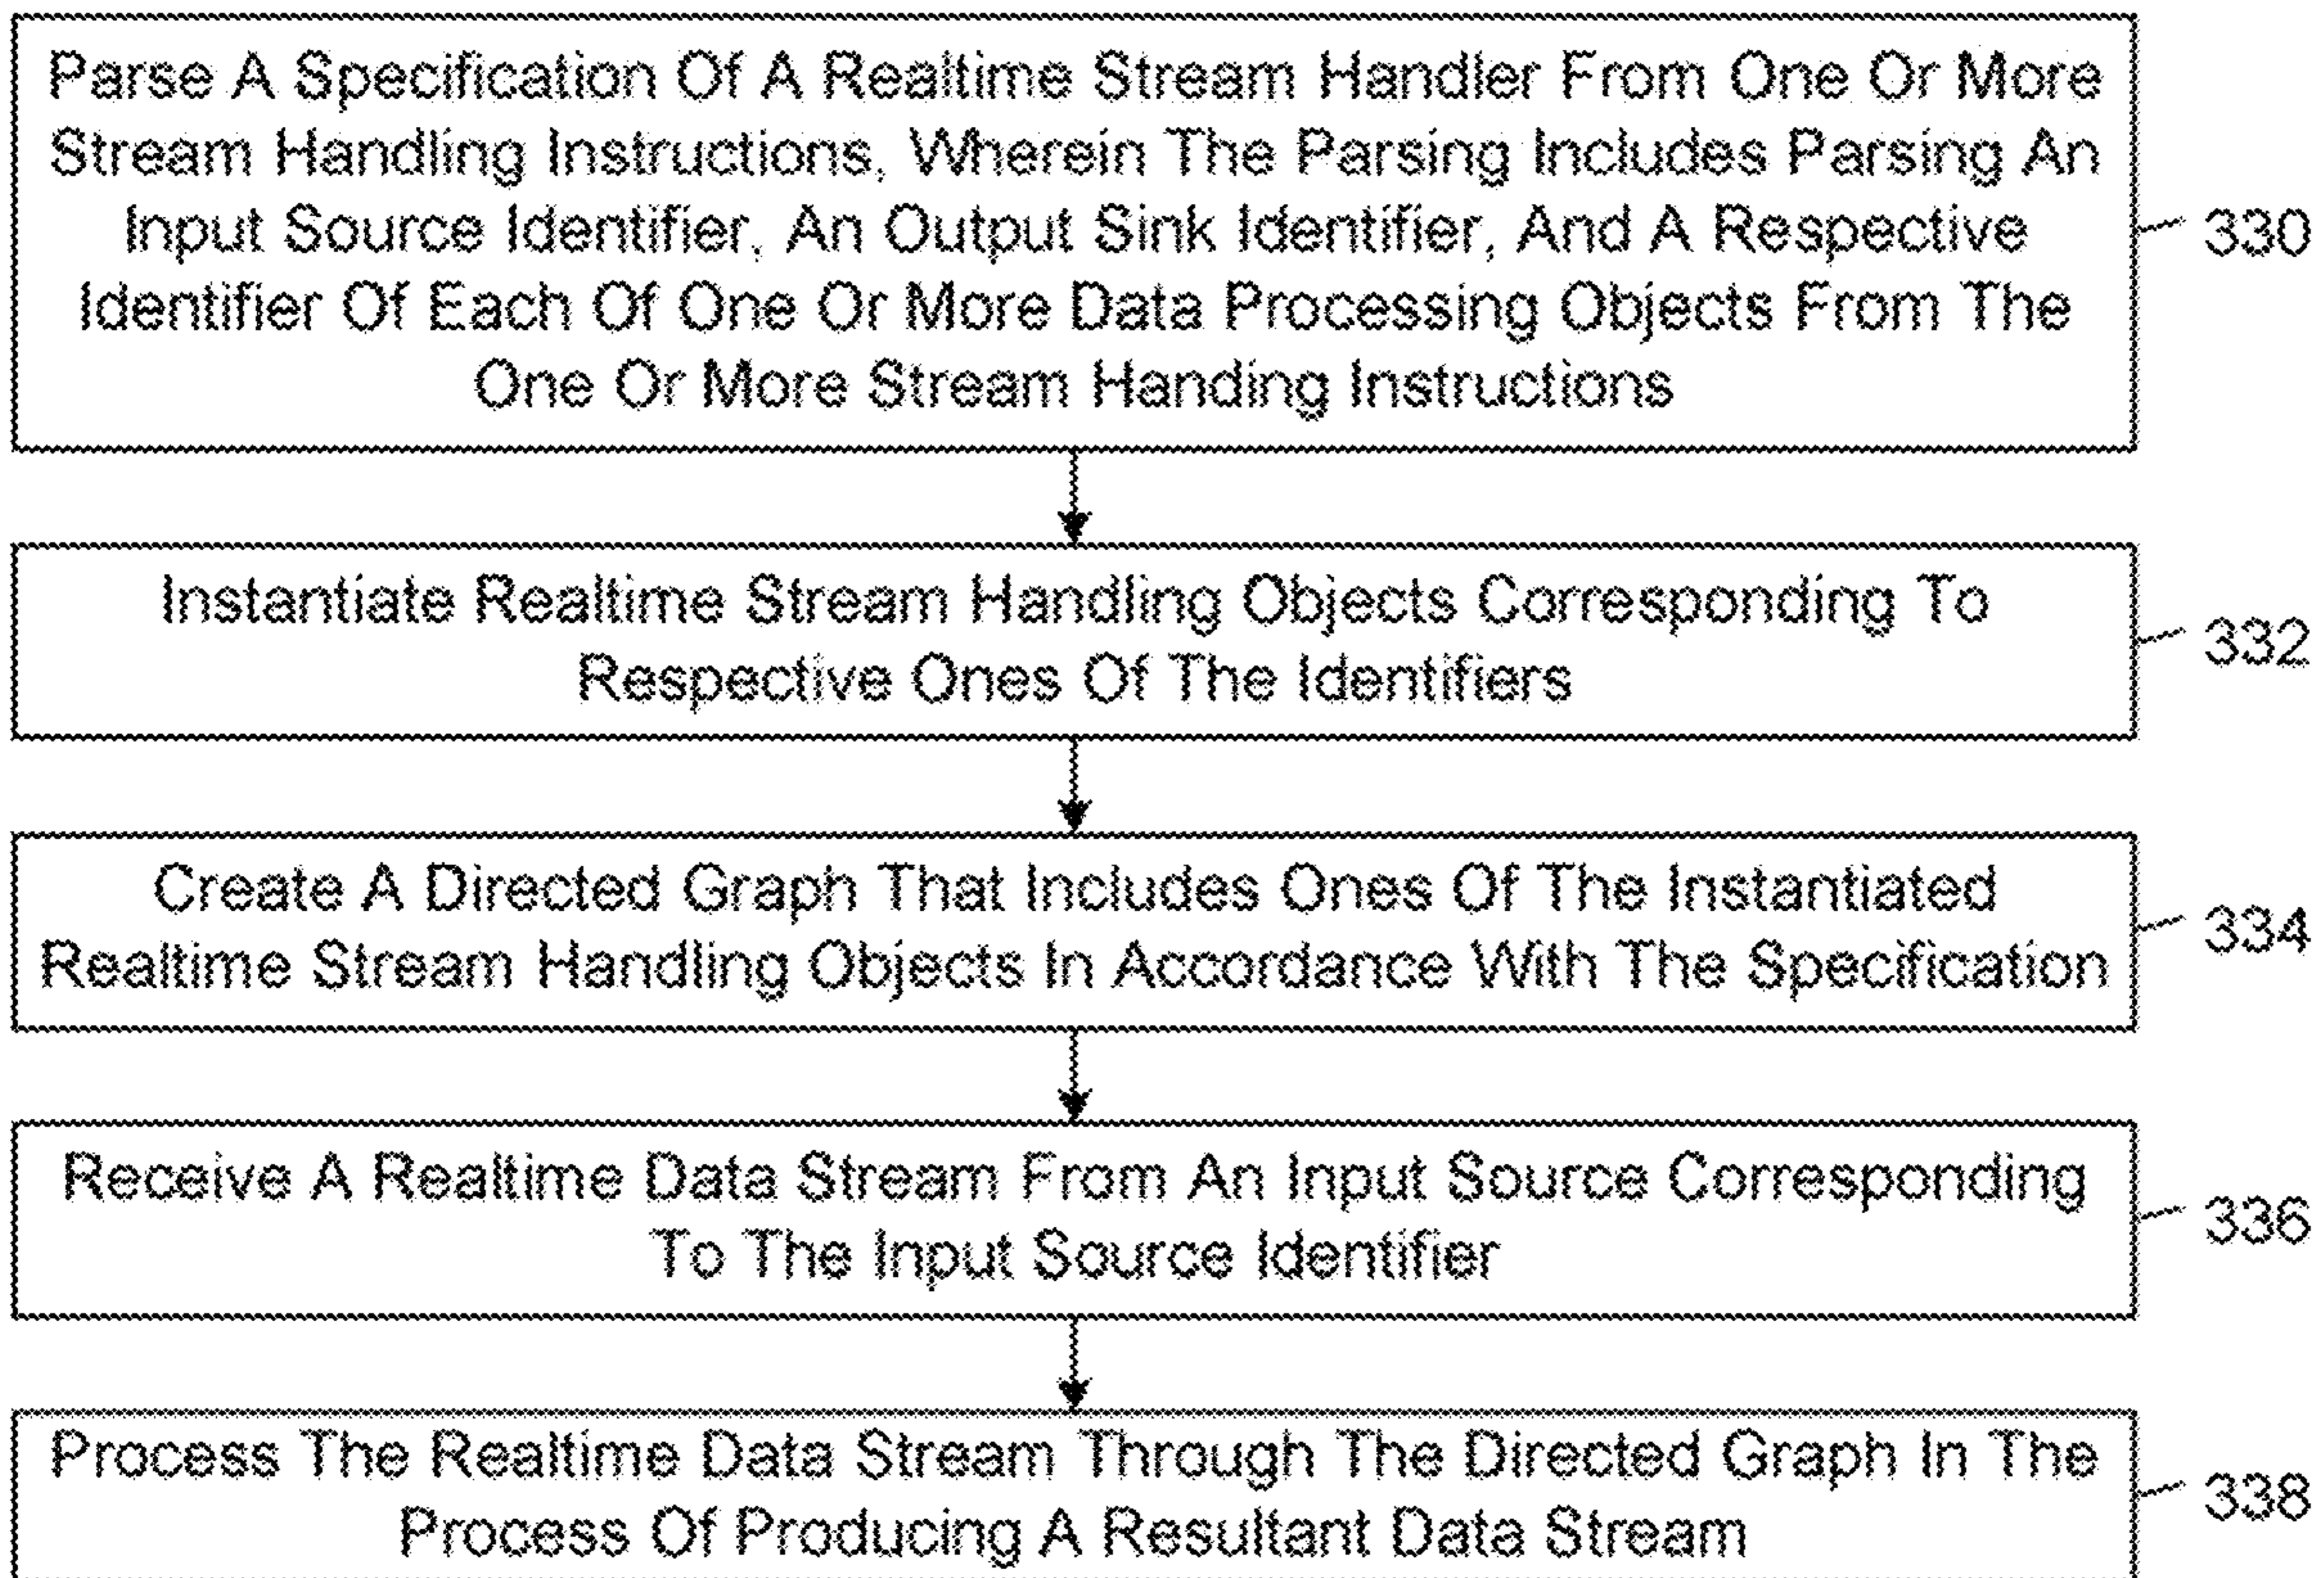 Parse A Specification Of A Realtime Stream Handler From One Or More
Stream Handling Instructions, Wherein The Parsing Includes Parsing An
Input Source Identifier, An Output Sink Identifier, And A Respective
Identifier Of Each Of One Or More Data Processing Objects From The
One Or More Stream Handing Instructions
330
Instantiate Realtime Stream Handling Objects Corresponding To
Respective Ones Of The Identifiers
332
Create A Directed Graph That Includes Ones Of The Instantiated
Realtime Stream Handling Objects In Accordance With The Specification
334
Receive A Realtime Data Stream From An Input Source Corresponding
To The Input Source Identifier
336
Process The Realtime Data Stream Through The Directed Graph In The
Process Of Producing A Resultant Data Stream
338